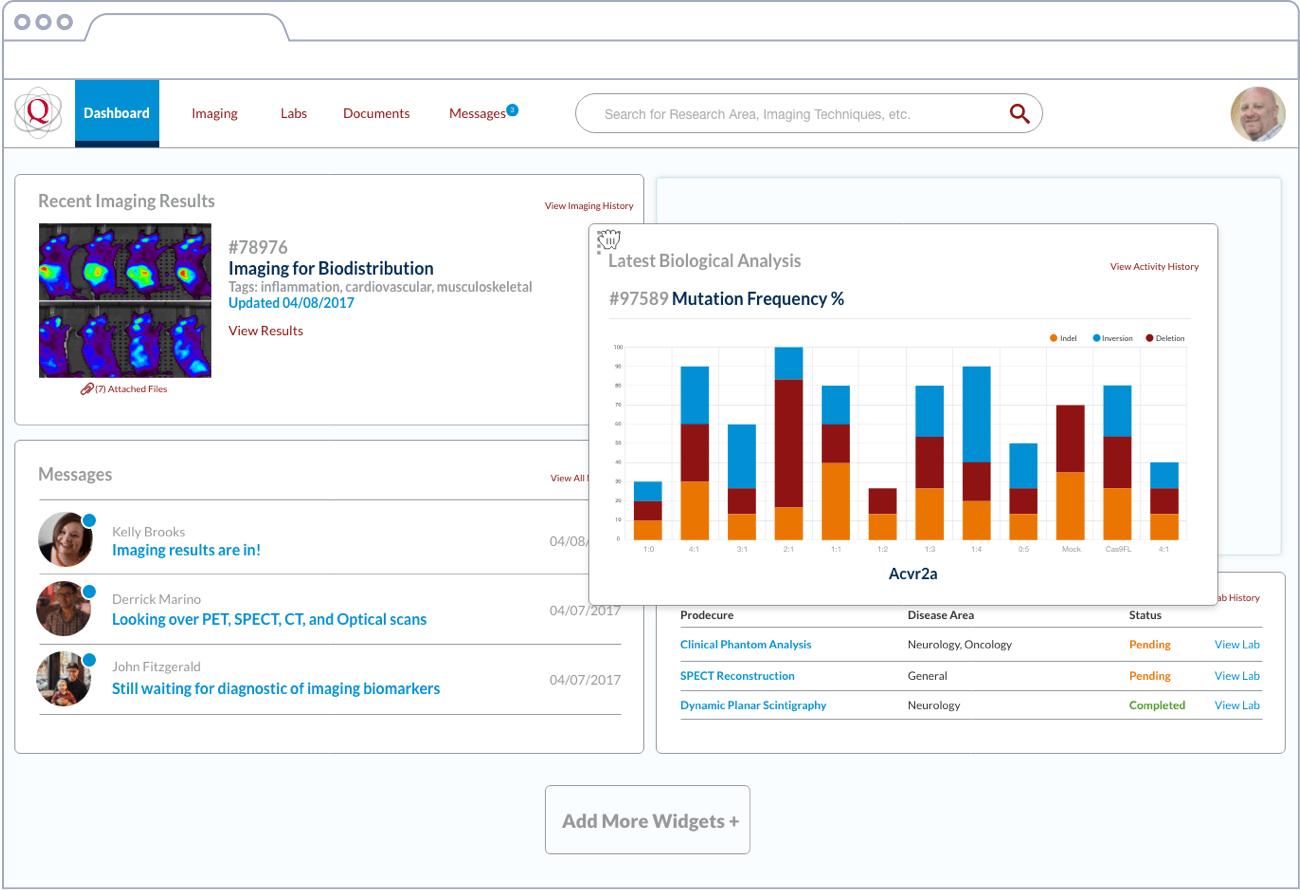 Q
Dashboard
Imaging
Labs
Documents
Messages
3
Search for Research Area, Imaging Techniques, etc.
Recent Imaging Results
View Imaging History
#78976
Imaging for Biodistribution
Tags: inflammation, cardiovascular, musculoskeletal
Updated 04/08/2017
View Results
(7) Attached Files
Latest Biological Analysis
View Activity History
#97589 Mutation Frequency %
Indel
Inversion
Deletion
100
90
80
70
60
50
40
30
20
10
0
1:0
4:1
3:1
2:1
1:1
1:2
1:3
1:4
0:5
Mock
Cas9FL
4:1
Acvr2a
Messages
View All
Kelly Brooks
Imaging results are in!
04/08/
Derrick Marino
Looking over PET, SPECT, CT, and Optical scans
04/07/2017
John Fitzgerald
Still waiting for diagnostic of imaging biomarkers
04/07/2017
ab History
Prodecure Disease Area Status
Clinical Phantom Analysis Neurology, Oncology Pending View Lab
SPECT Reconstruction General Pending View Lab
Dynamic Planar Scintigraphy Neurology Completed View Lab
Add More Widgets +